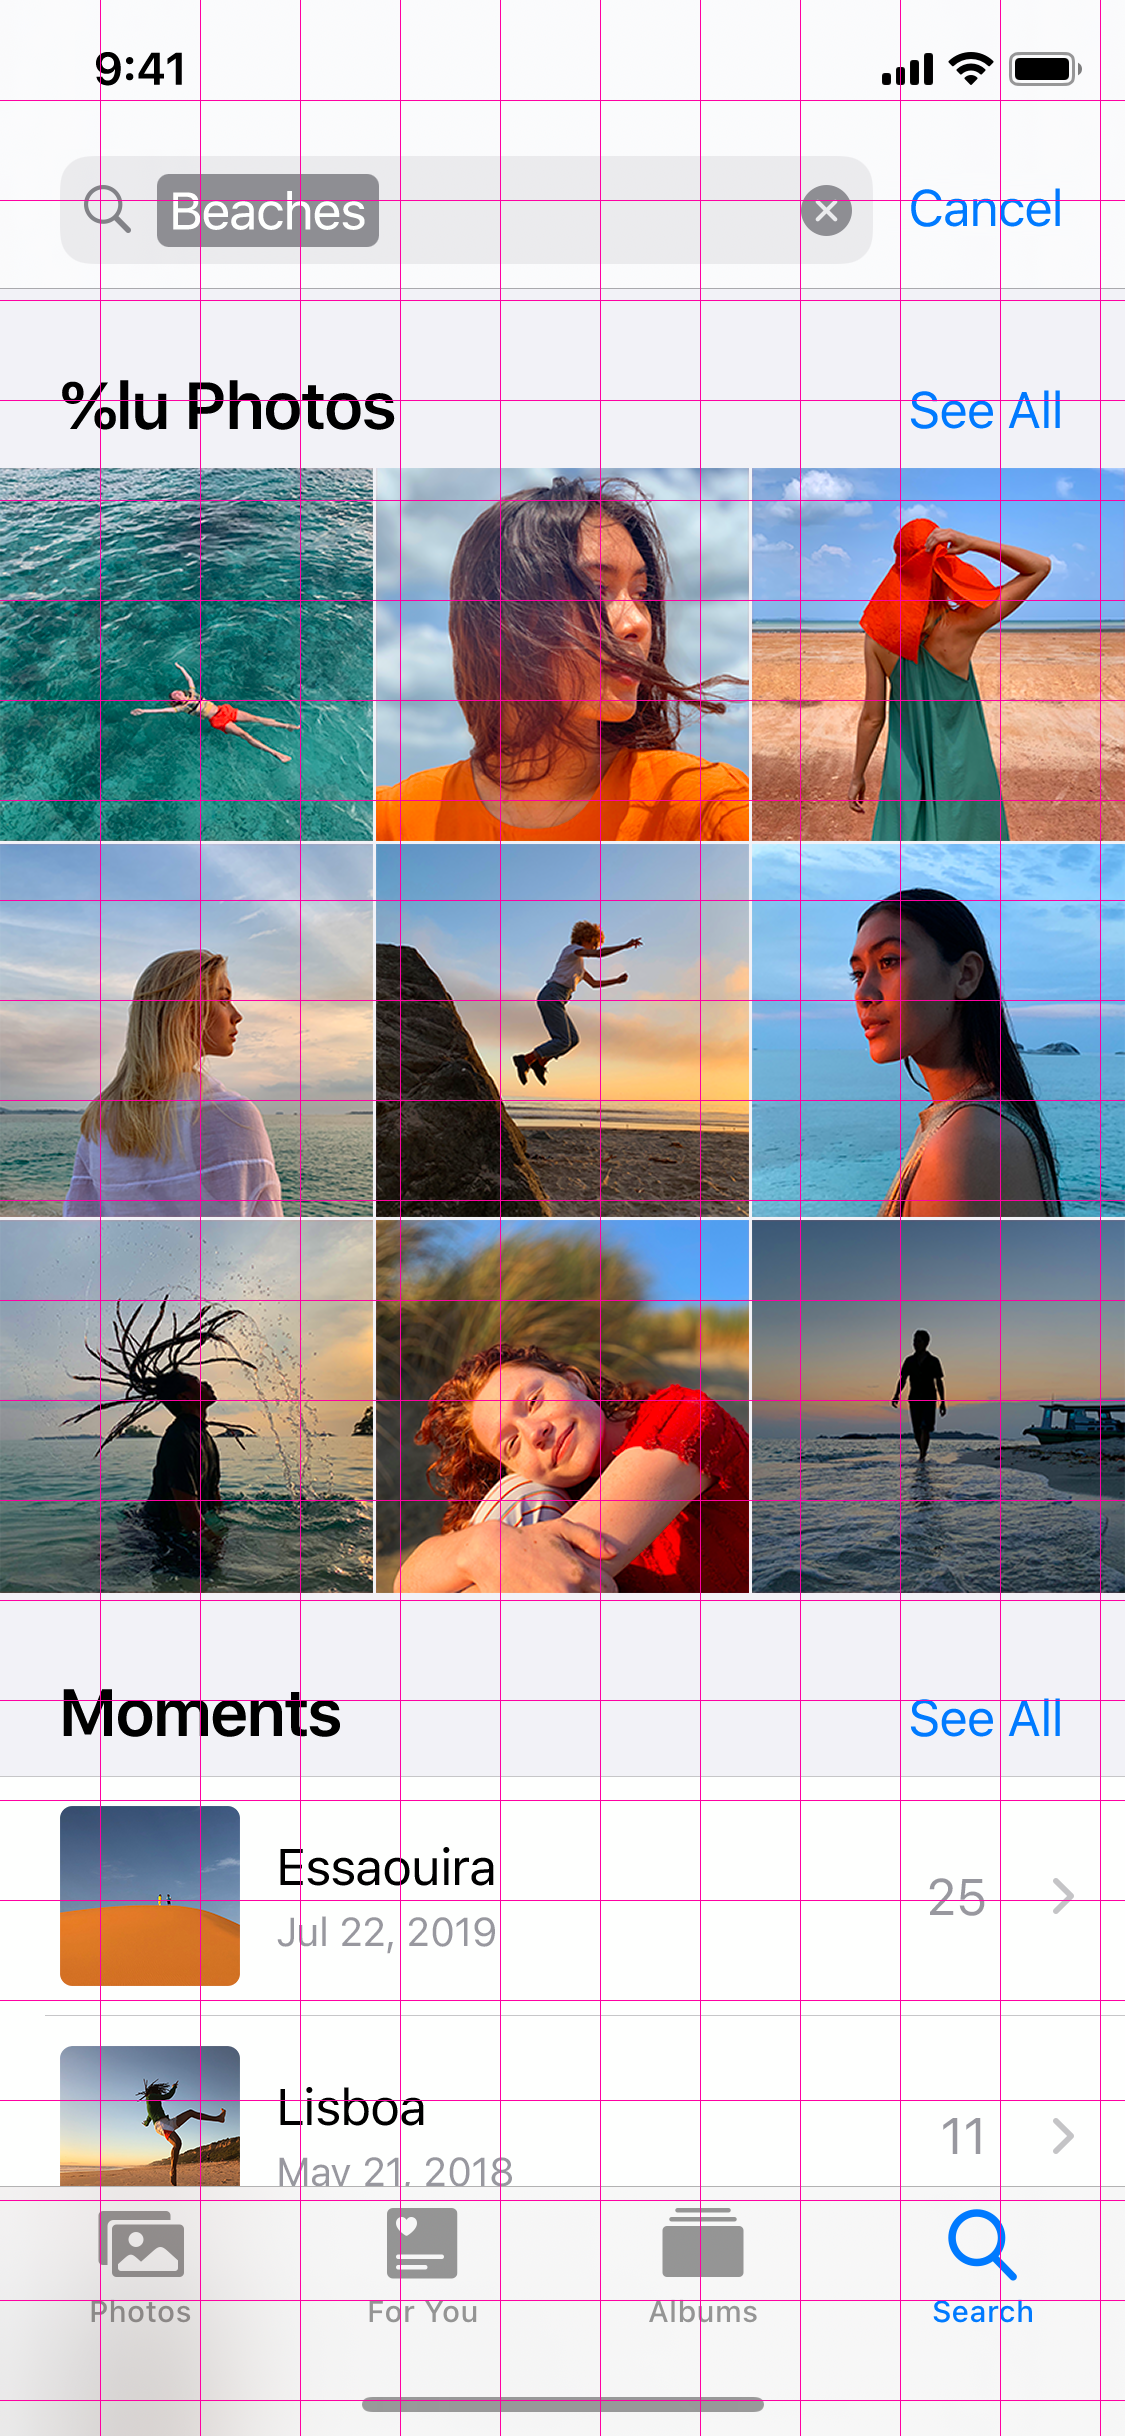 9:41
Beaches
Cancel
%lu Photos
See All
Moments
See All
Essaouira
Jul 22, 2019
25
Lisboa
May 21, 2018
11
Photos
For You
Albums
Search